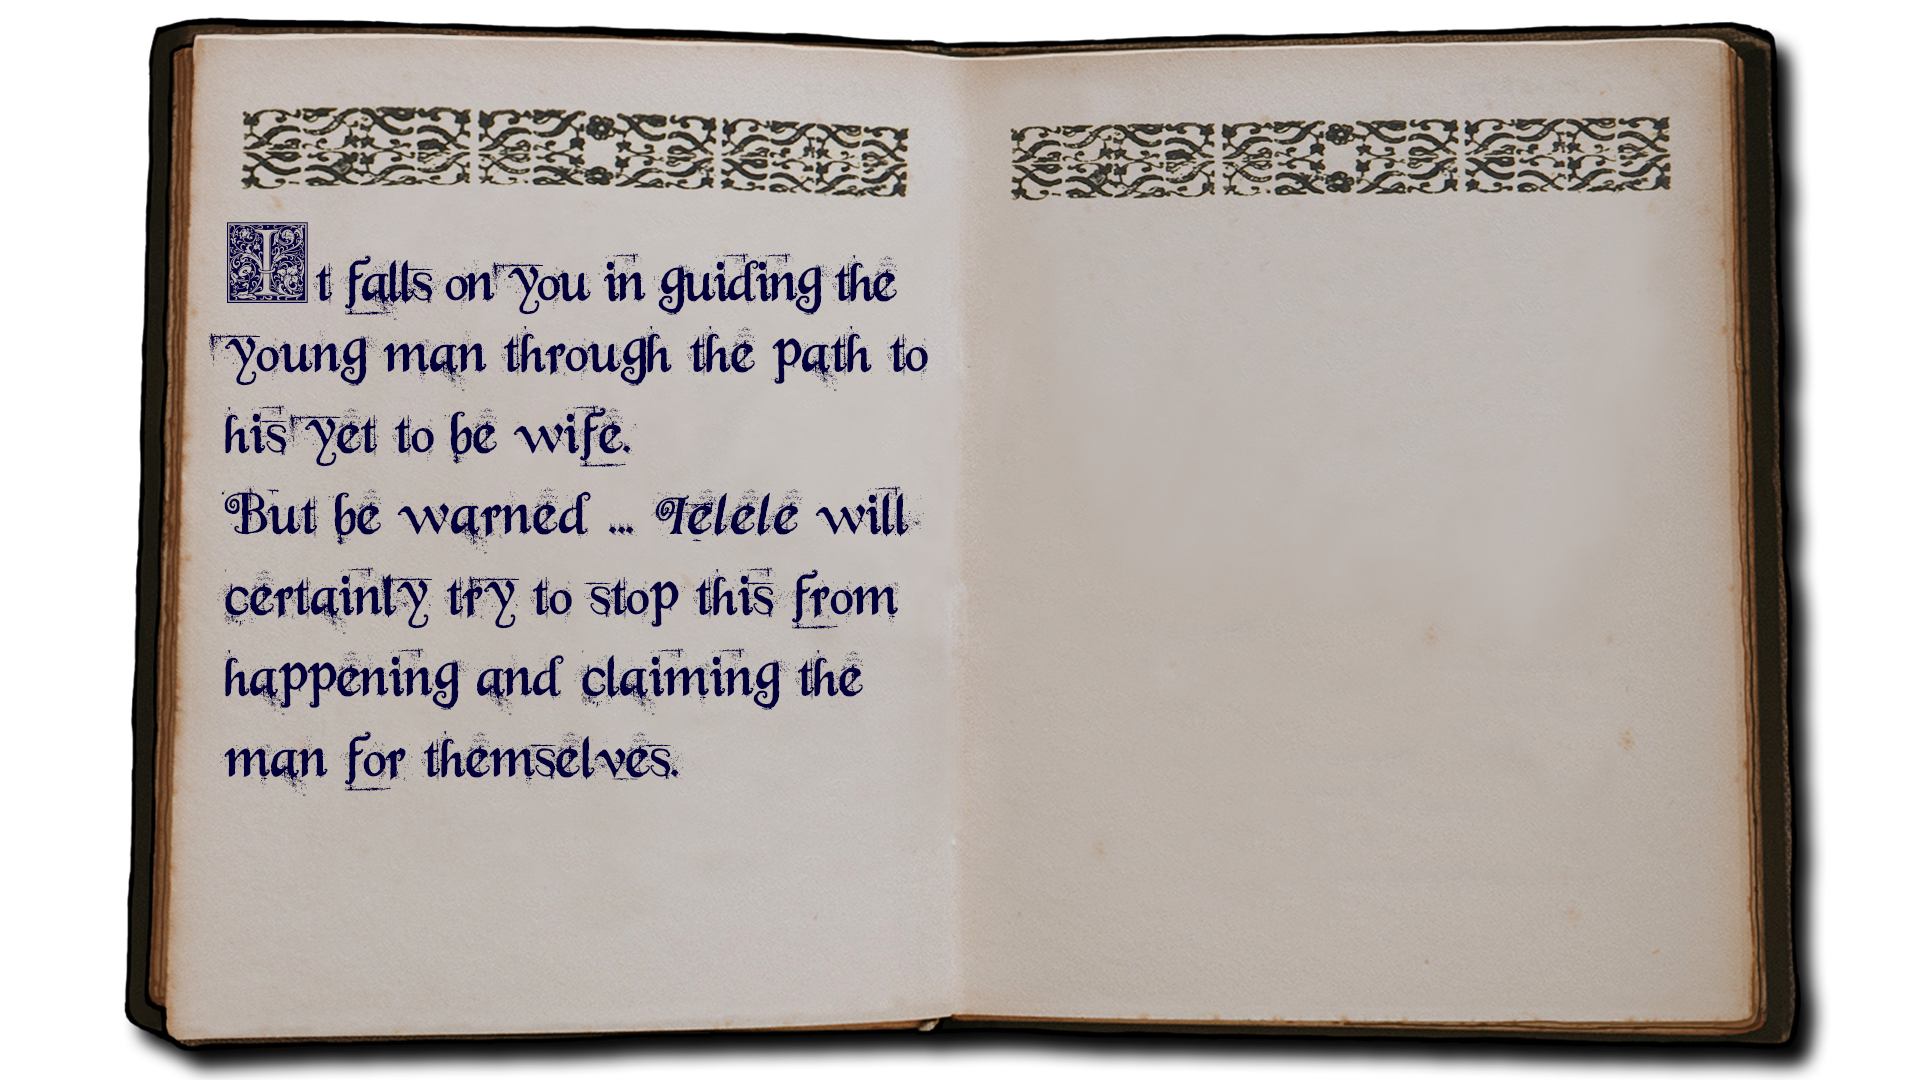 It falls on you in guiding the
young man through the path to
his yet to be wife.
But be warned ... Telele will
certainly try to stop this from
happening and claiming the
man for themselves.